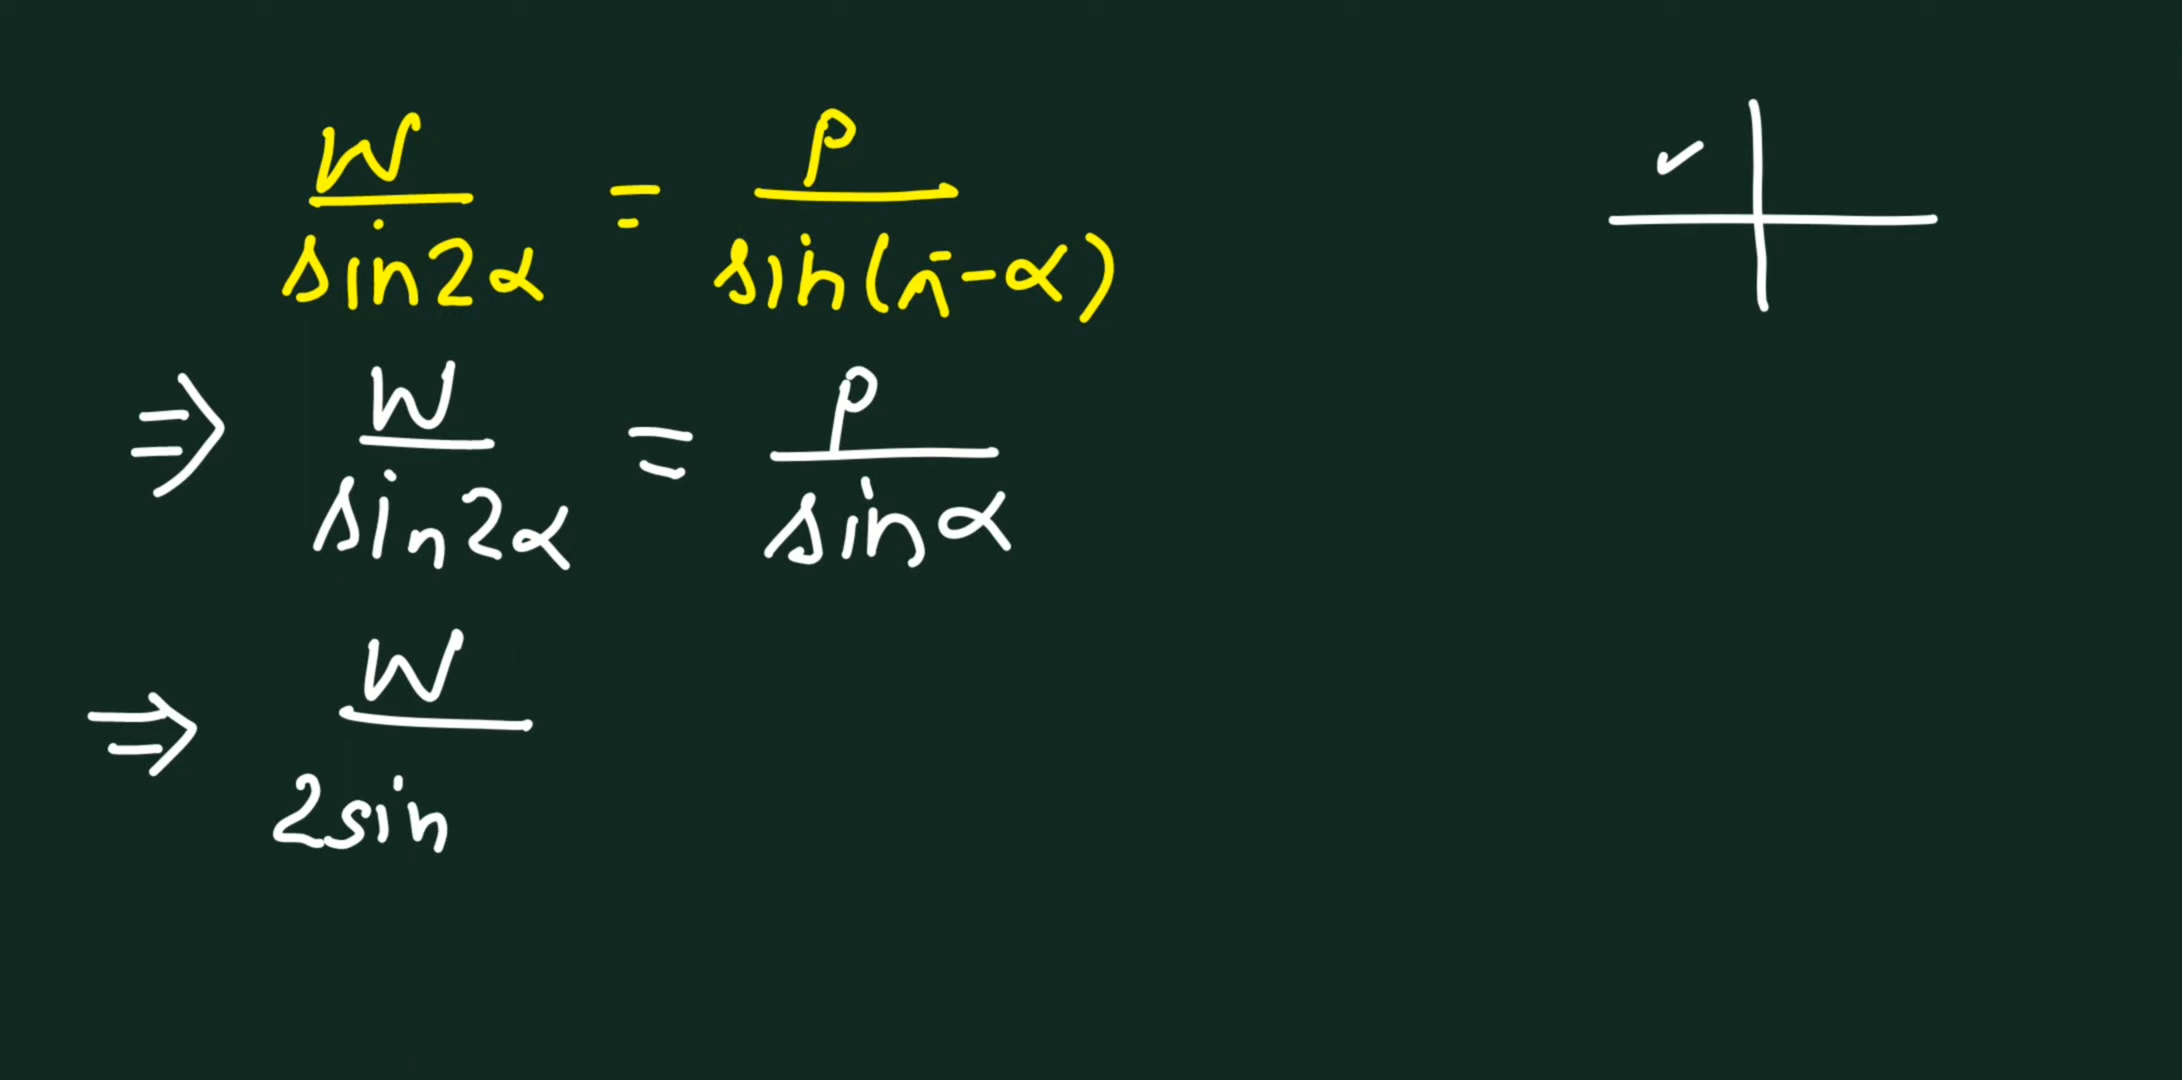 W/sin2α = P/sin(π-α)
⇒ W/sin2α = P/sinα
⇒ W/2sin